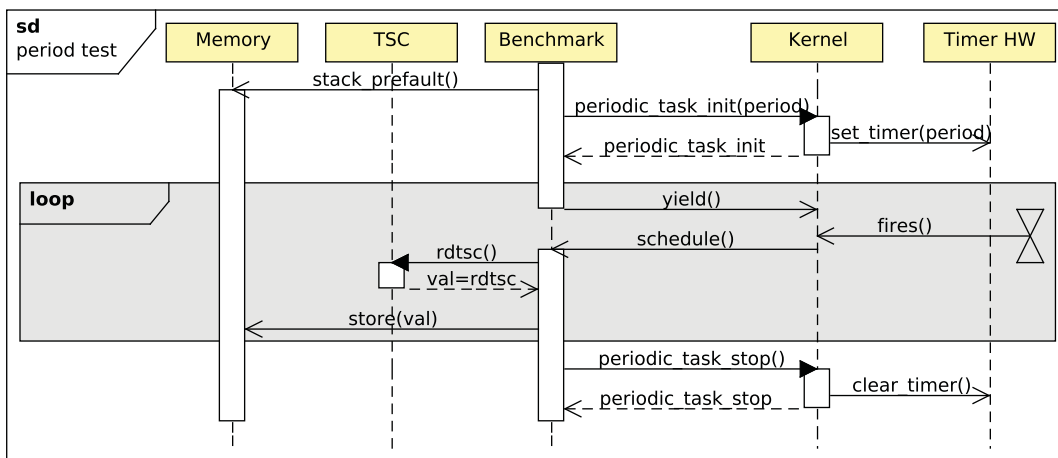 sd
period test
Memory
TSC
Benchmark
Kernel
Timer HW
stack_prefault()
periodic_task_init(period)
set_timer(period)
periodic_task_init
loop
yield()
fires()
schedule()
rdtsc()
val=rdtsc
store(val)
periodic_task_stop()
clear_timer()
periodic_task_stop